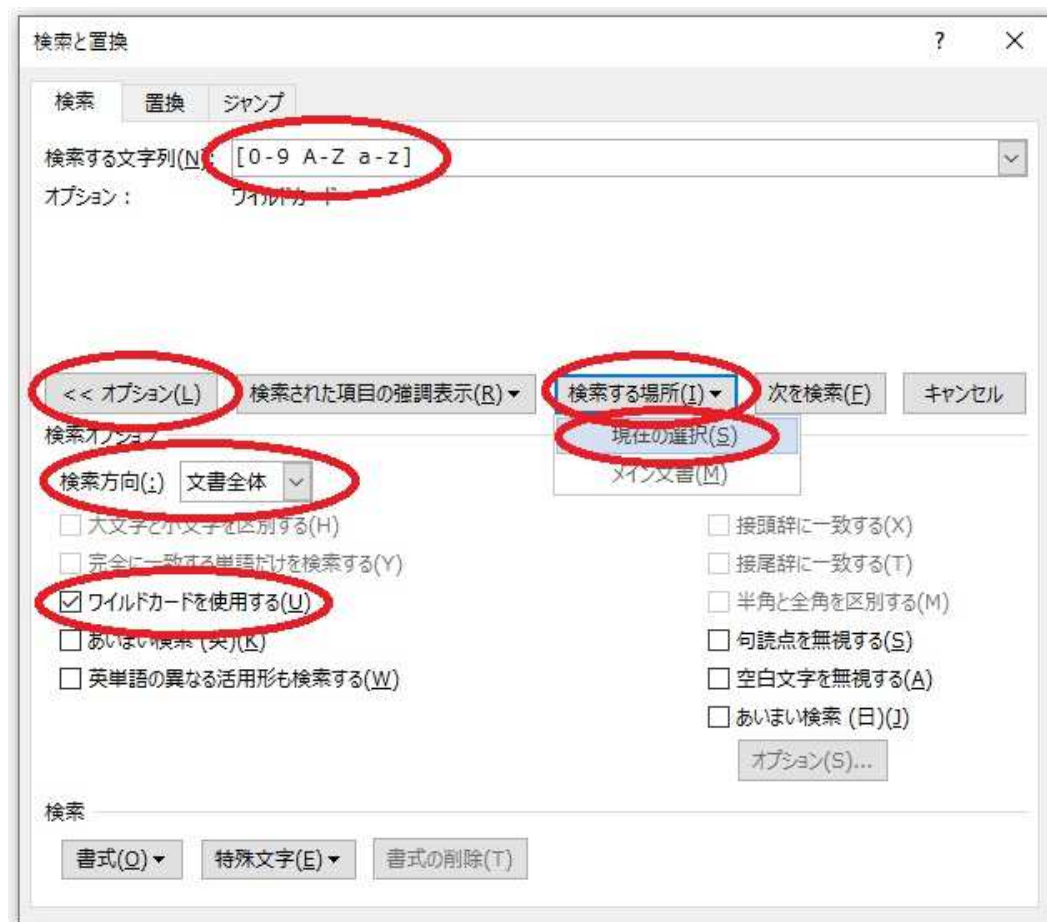 検索と置換
検索 置換 ジャンプ
検索する文字列(N): [0-9 A-Z a-z]
オプション: ワイルドカード
<< オプション(L) 検索された項目の強調表示(R) 検索する場所(I) 次を検索(F) キャンセル
現在の選択(S)
メイン文書(M)
検索オプション
検索方向(:) 文書全体
大文字と小文字を区別する(H) 接頭辞に一致する(X)
完全に一致する単語だけを検索する(Y) 接尾辞に一致する(T)
ワイルドカードを使用する(U) 半角と全角を区別する(M)
あいまい検索 (英)(K) 句読点を無視する(S)
英単語の異なる活用形も検索する(W) 空白文字を無視する(A)
あいまい検索 (日)(J)
オプション(S)...
検索
書式(O) 特殊文字(E) 書式の削除(T)